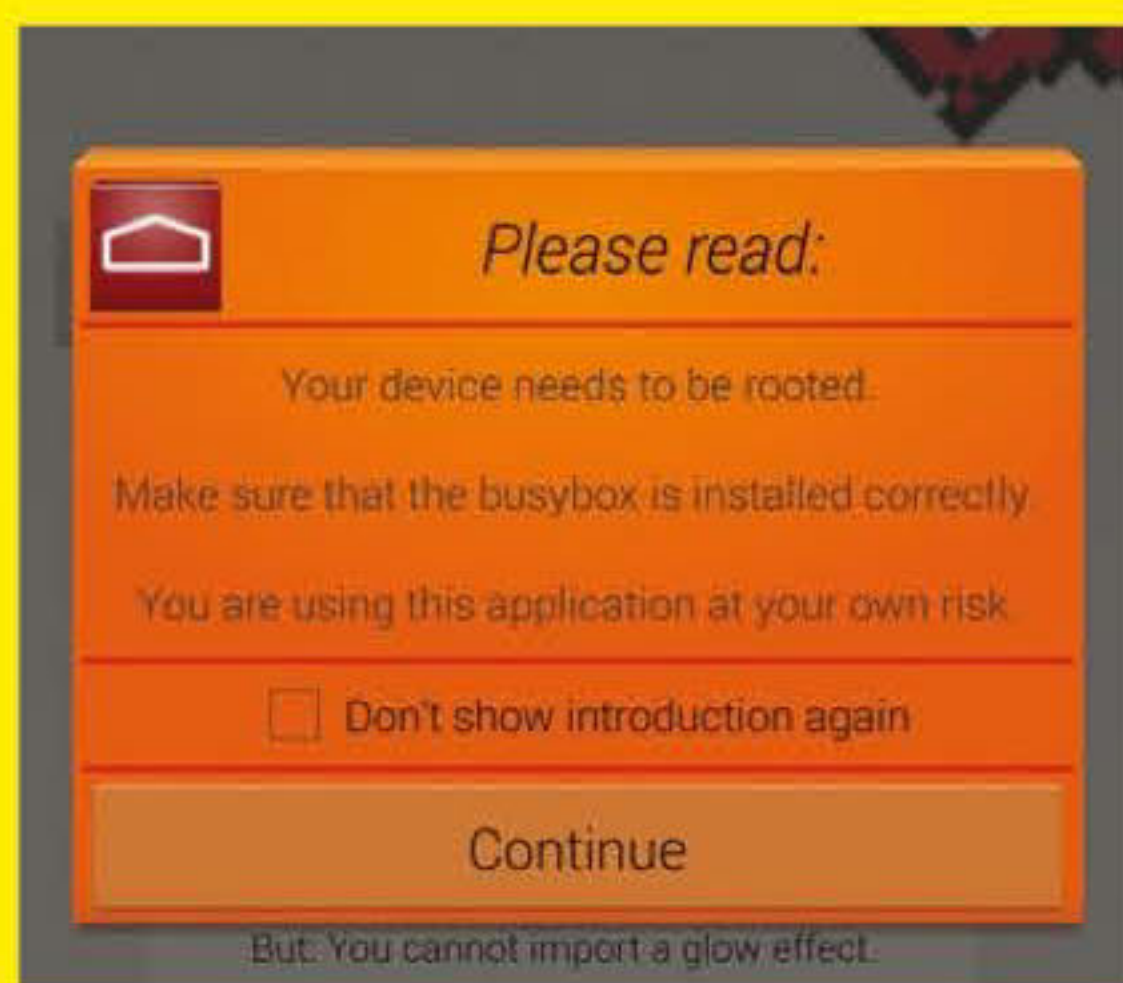 Please read:
Your device needs to be rooted.
Make sure that the busybox is installed correctly
You are using this application at your own risk.
Don't show introduction again
Continue
But: You cannot import a glow effect.